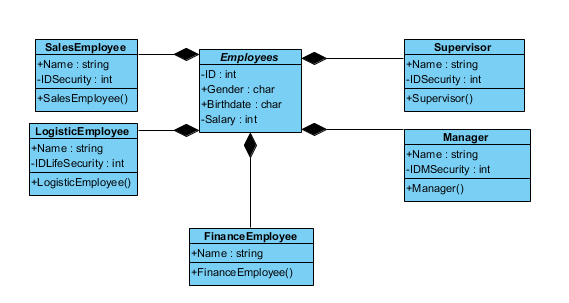 SalesEmployee
+Name : string
-IDSecurity : int
+SalesEmployee()
Employees
-ID : int
+Gender : char
+Birthdate : char
-Salary : int
Supervisor
+Name : string
-IDSecurity : int
+Supervisor()
LogisticEmployee
+Name : string
-IDLifeSecurity : int
+LogisticEmployee()
Manager
+Name : string
-IDMSecurity : int
+Manager()
FinanceEmployee
+Name : string
+FinanceEmployee()